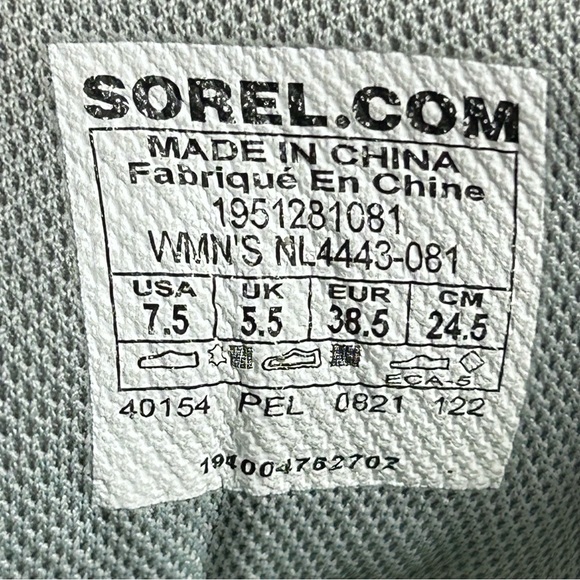 SOREL.COM
MADE IN CHINA
Fabriqué En Chine
1951281081
WMN'S NL4443-081
USA UK EUR CM
7.5 5.5 38.5 24.5
ECA-5
40154 PEL 0821 122
194004762702